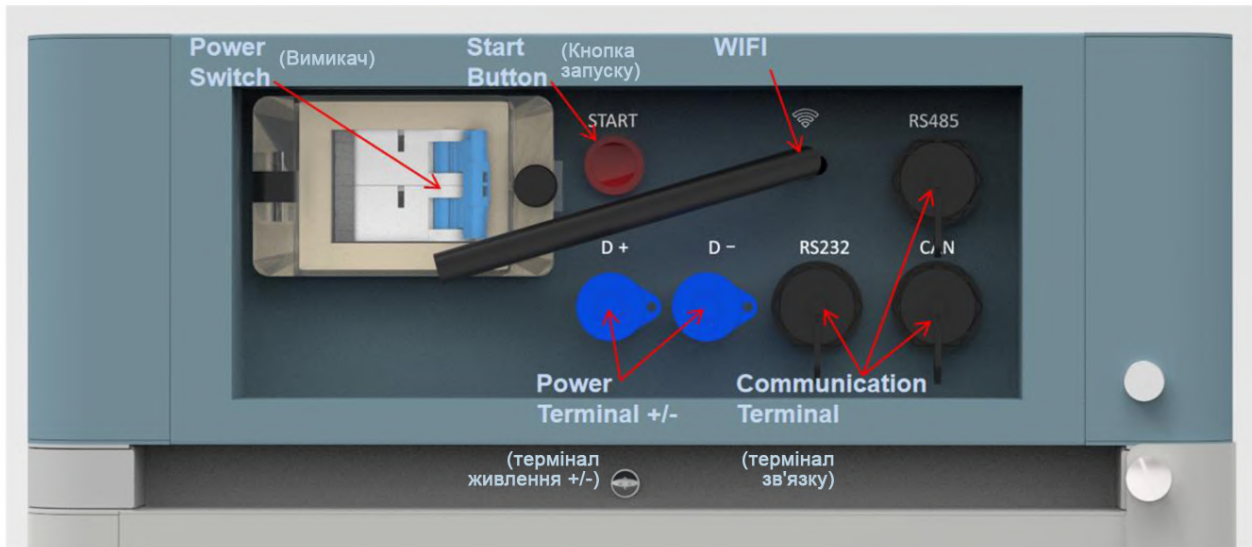 Power
Switch
(Вимикач)
Start
Button
(Кнопка
запуску)
WIFI
START
RS485
D +
D −
RS232
CAN
Power
Terminal +/-
Communication
Terminal
(термінал
живлення +/-)
(термінал
зв'язку)